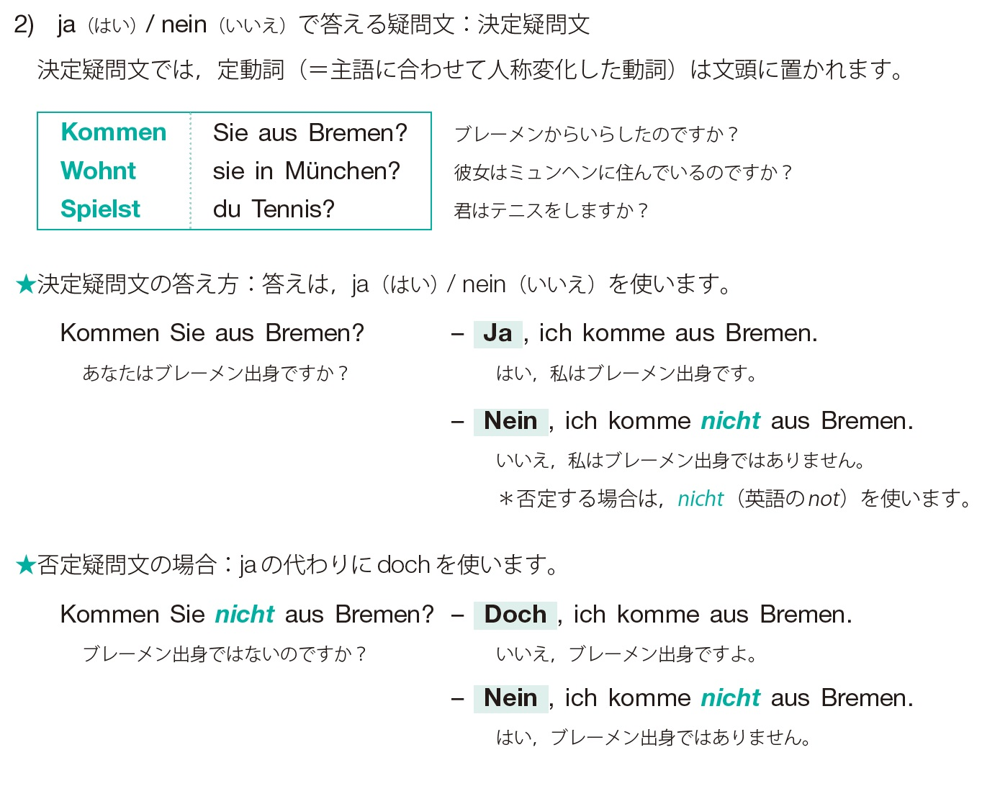 2) ja（はい）/ nein（いいえ）で答える疑問文：決定疑問文
決定疑問文では，定動詞（＝主語に合わせて人称変化した動詞）は文頭に置かれます。
Kommen Sie aus Bremen? ブレーメンからいらしたのですか？
Wohnt sie in München? 彼女はミュンヘンに住んでいるのですか？
Spielst du Tennis? 君はテニスをしますか？
★決定疑問文の答え方：答えは，ja（はい）/ nein（いいえ）を使います。
Kommen Sie aus Bremen? – Ja , ich komme aus Bremen.
あなたはブレーメン出身ですか？ はい，私はブレーメン出身です。
– Nein , ich komme nicht aus Bremen.
いいえ，私はブレーメン出身ではありません。
＊否定する場合は，nicht（英語のnot）を使います。
★否定疑問文の場合：jaの代わりにdochを使います。
Kommen Sie nicht aus Bremen? – Doch , ich komme aus Bremen.
ブレーメン出身ではないのですか？ いいえ，ブレーメン出身ですよ。
– Nein , ich komme nicht aus Bremen.
はい，ブレーメン出身ではありません。